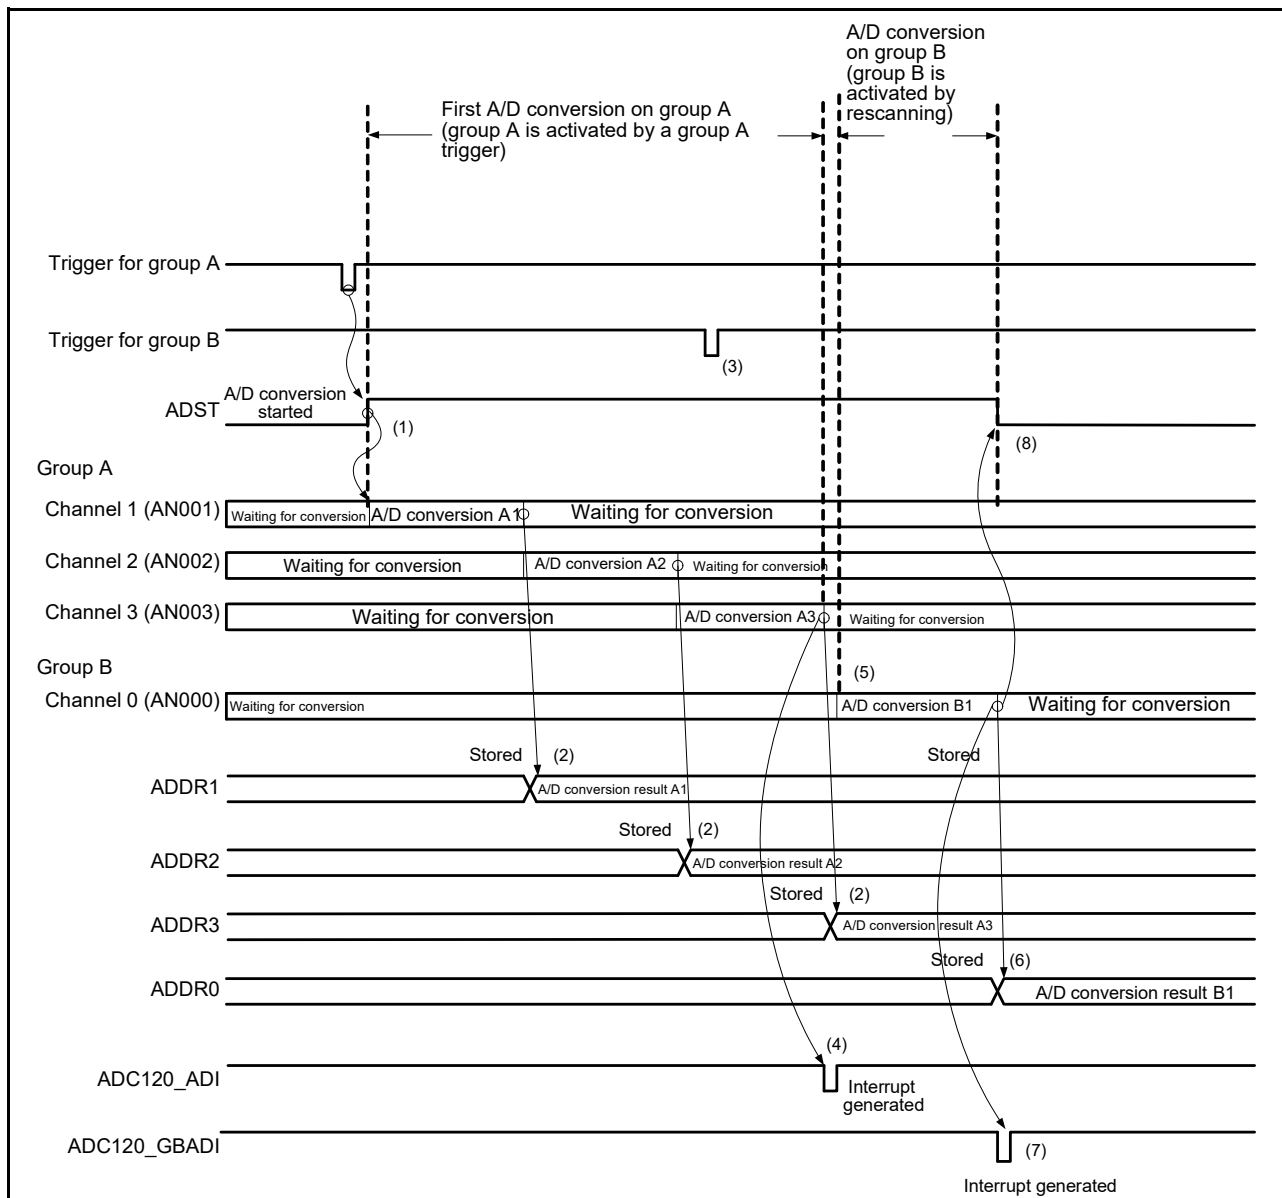 A/D conversion
on group B
(group B is
activated by
rescanning)
First A/D conversion on group A
(group A is activated by a group A
trigger)
Trigger for group A
Trigger for group B
(3)
A/D conversion
started
ADST
(1)
(8)
Group A
Channel 1 (AN001)
Waiting for conversion
A/D conversion A1
Waiting for conversion
Channel 2 (AN002)
Waiting for conversion
A/D conversion A2
Waiting for conversion
Channel 3 (AN003)
Waiting for conversion
A/D conversion A3
Waiting for conversion
Group B
(5)
Channel 0 (AN000)
Waiting for conversion
A/D conversion B1
Waiting for conversion
Stored
(2)
Stored
ADDR1
A/D conversion result A1
Stored
(2)
ADDR2
A/D conversion result A2
Stored
(2)
ADDR3
A/D conversion result A3
Stored
(6)
ADDR0
A/D conversion result B1
(4)
ADC120_ADI
Interrupt
generated
ADC120_GBADI
(7)
Interrupt generated